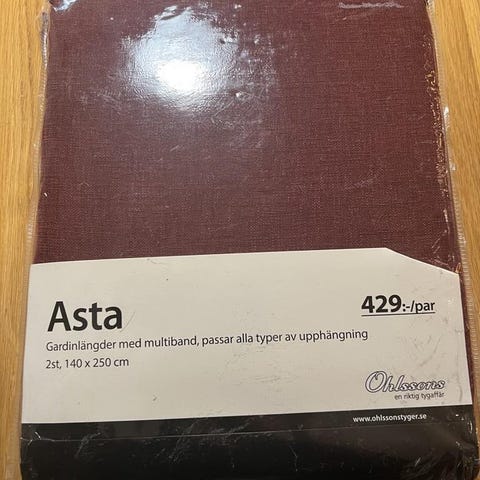 Asta
429:-/par
Gardinlängder med multiband, passar alla typer av upphängning
2st, 140 x 250 cm
Ohlssons
en riktig tygaffär
www.ohlssonstyger.se